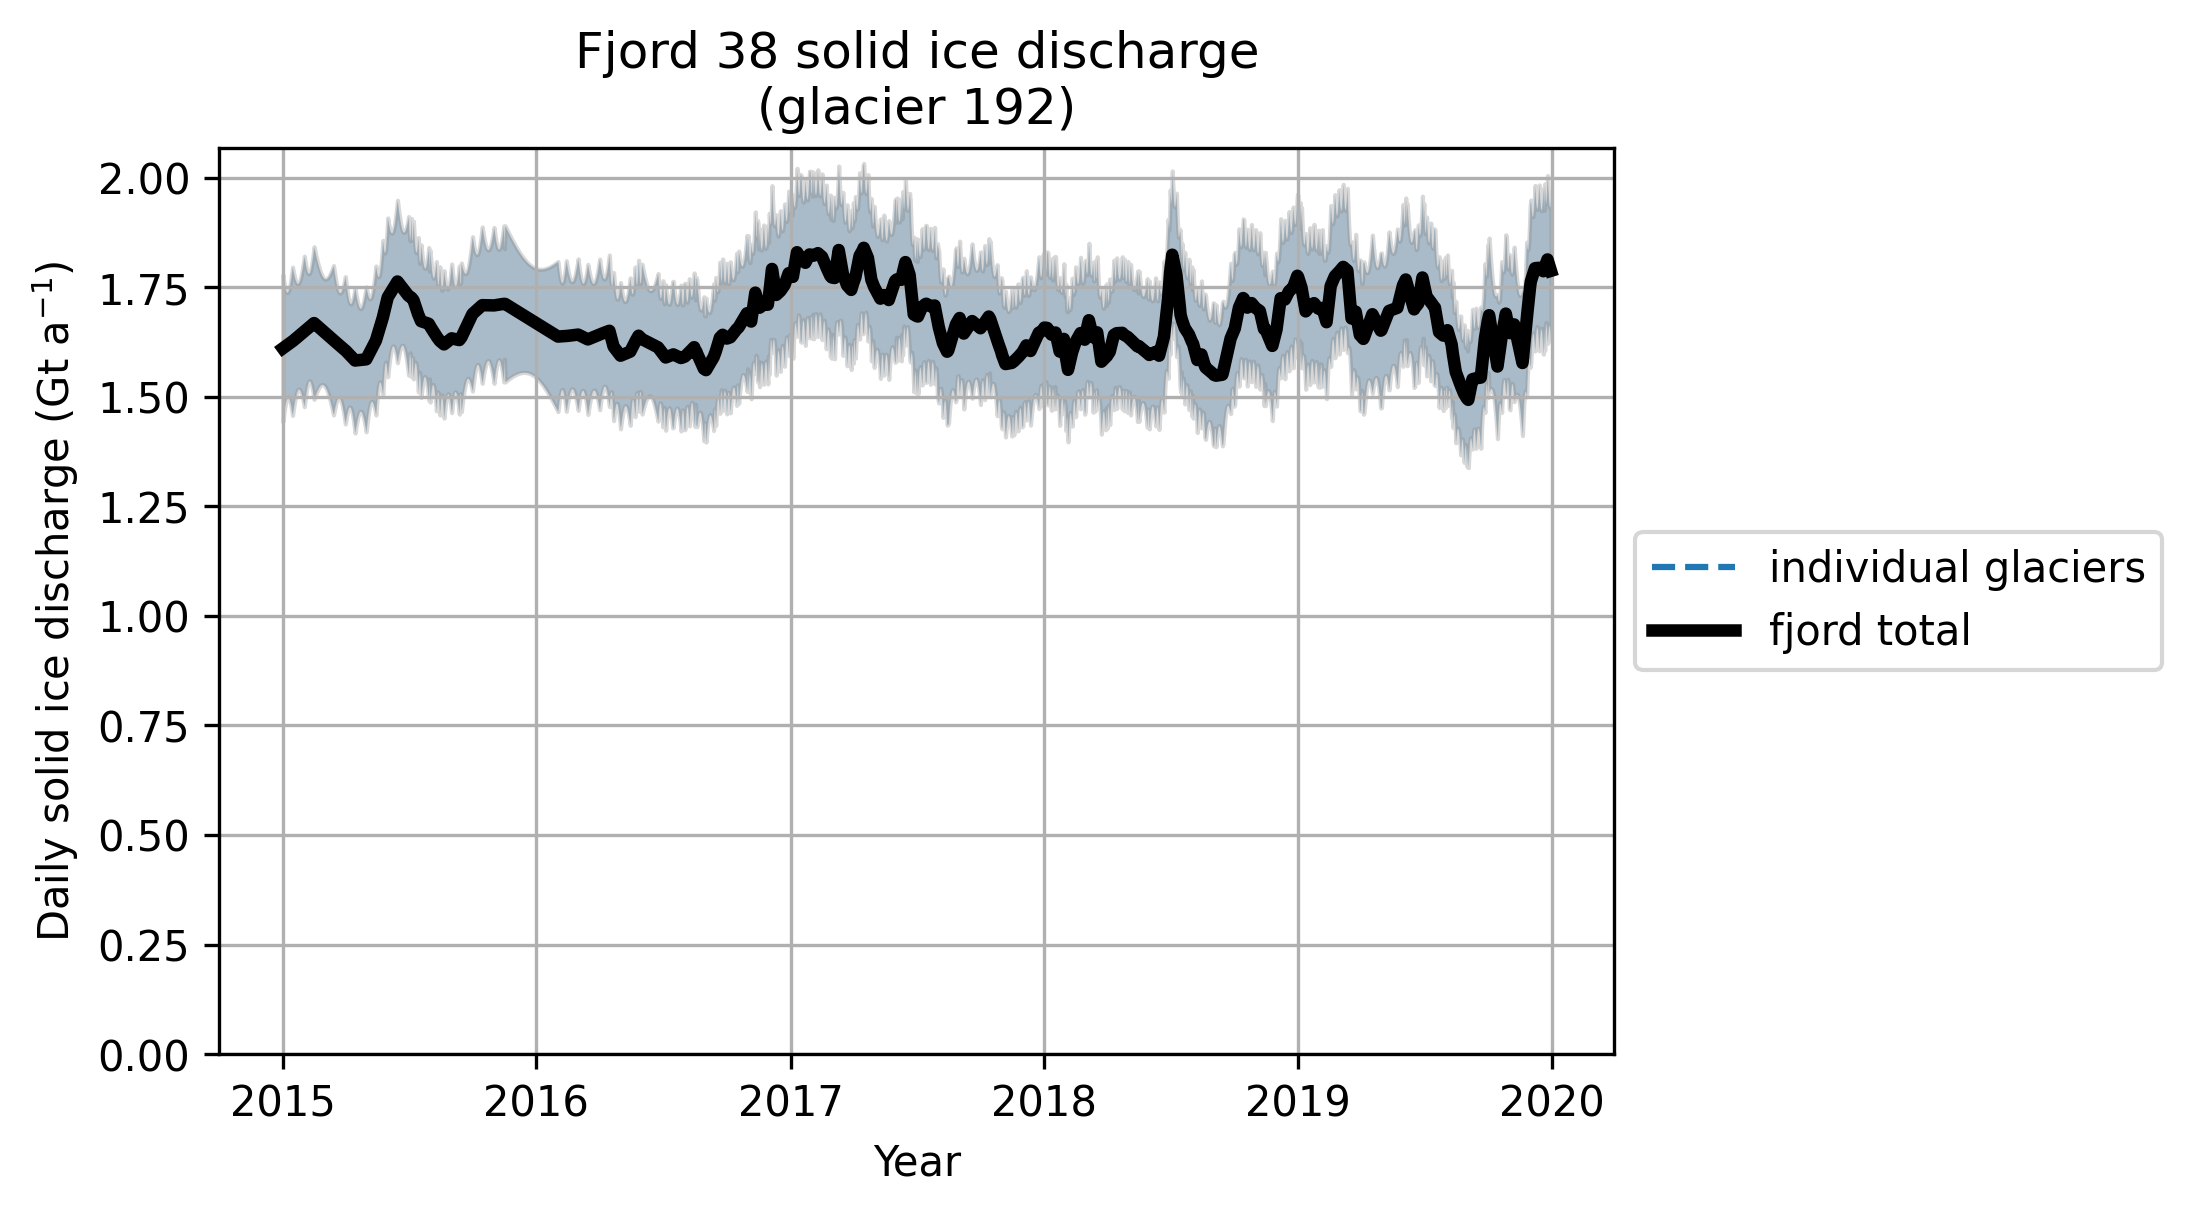 Fjord 38 solid ice discharge
(glacier 192)
Daily solid ice discharge (Gt a⁻¹)
2.00
1.75
1.50
1.25
1.00
0.75
0.50
0.25
0.00
2015 2016 2017 2018 2019 2020
Year
individual glaciers
fjord total